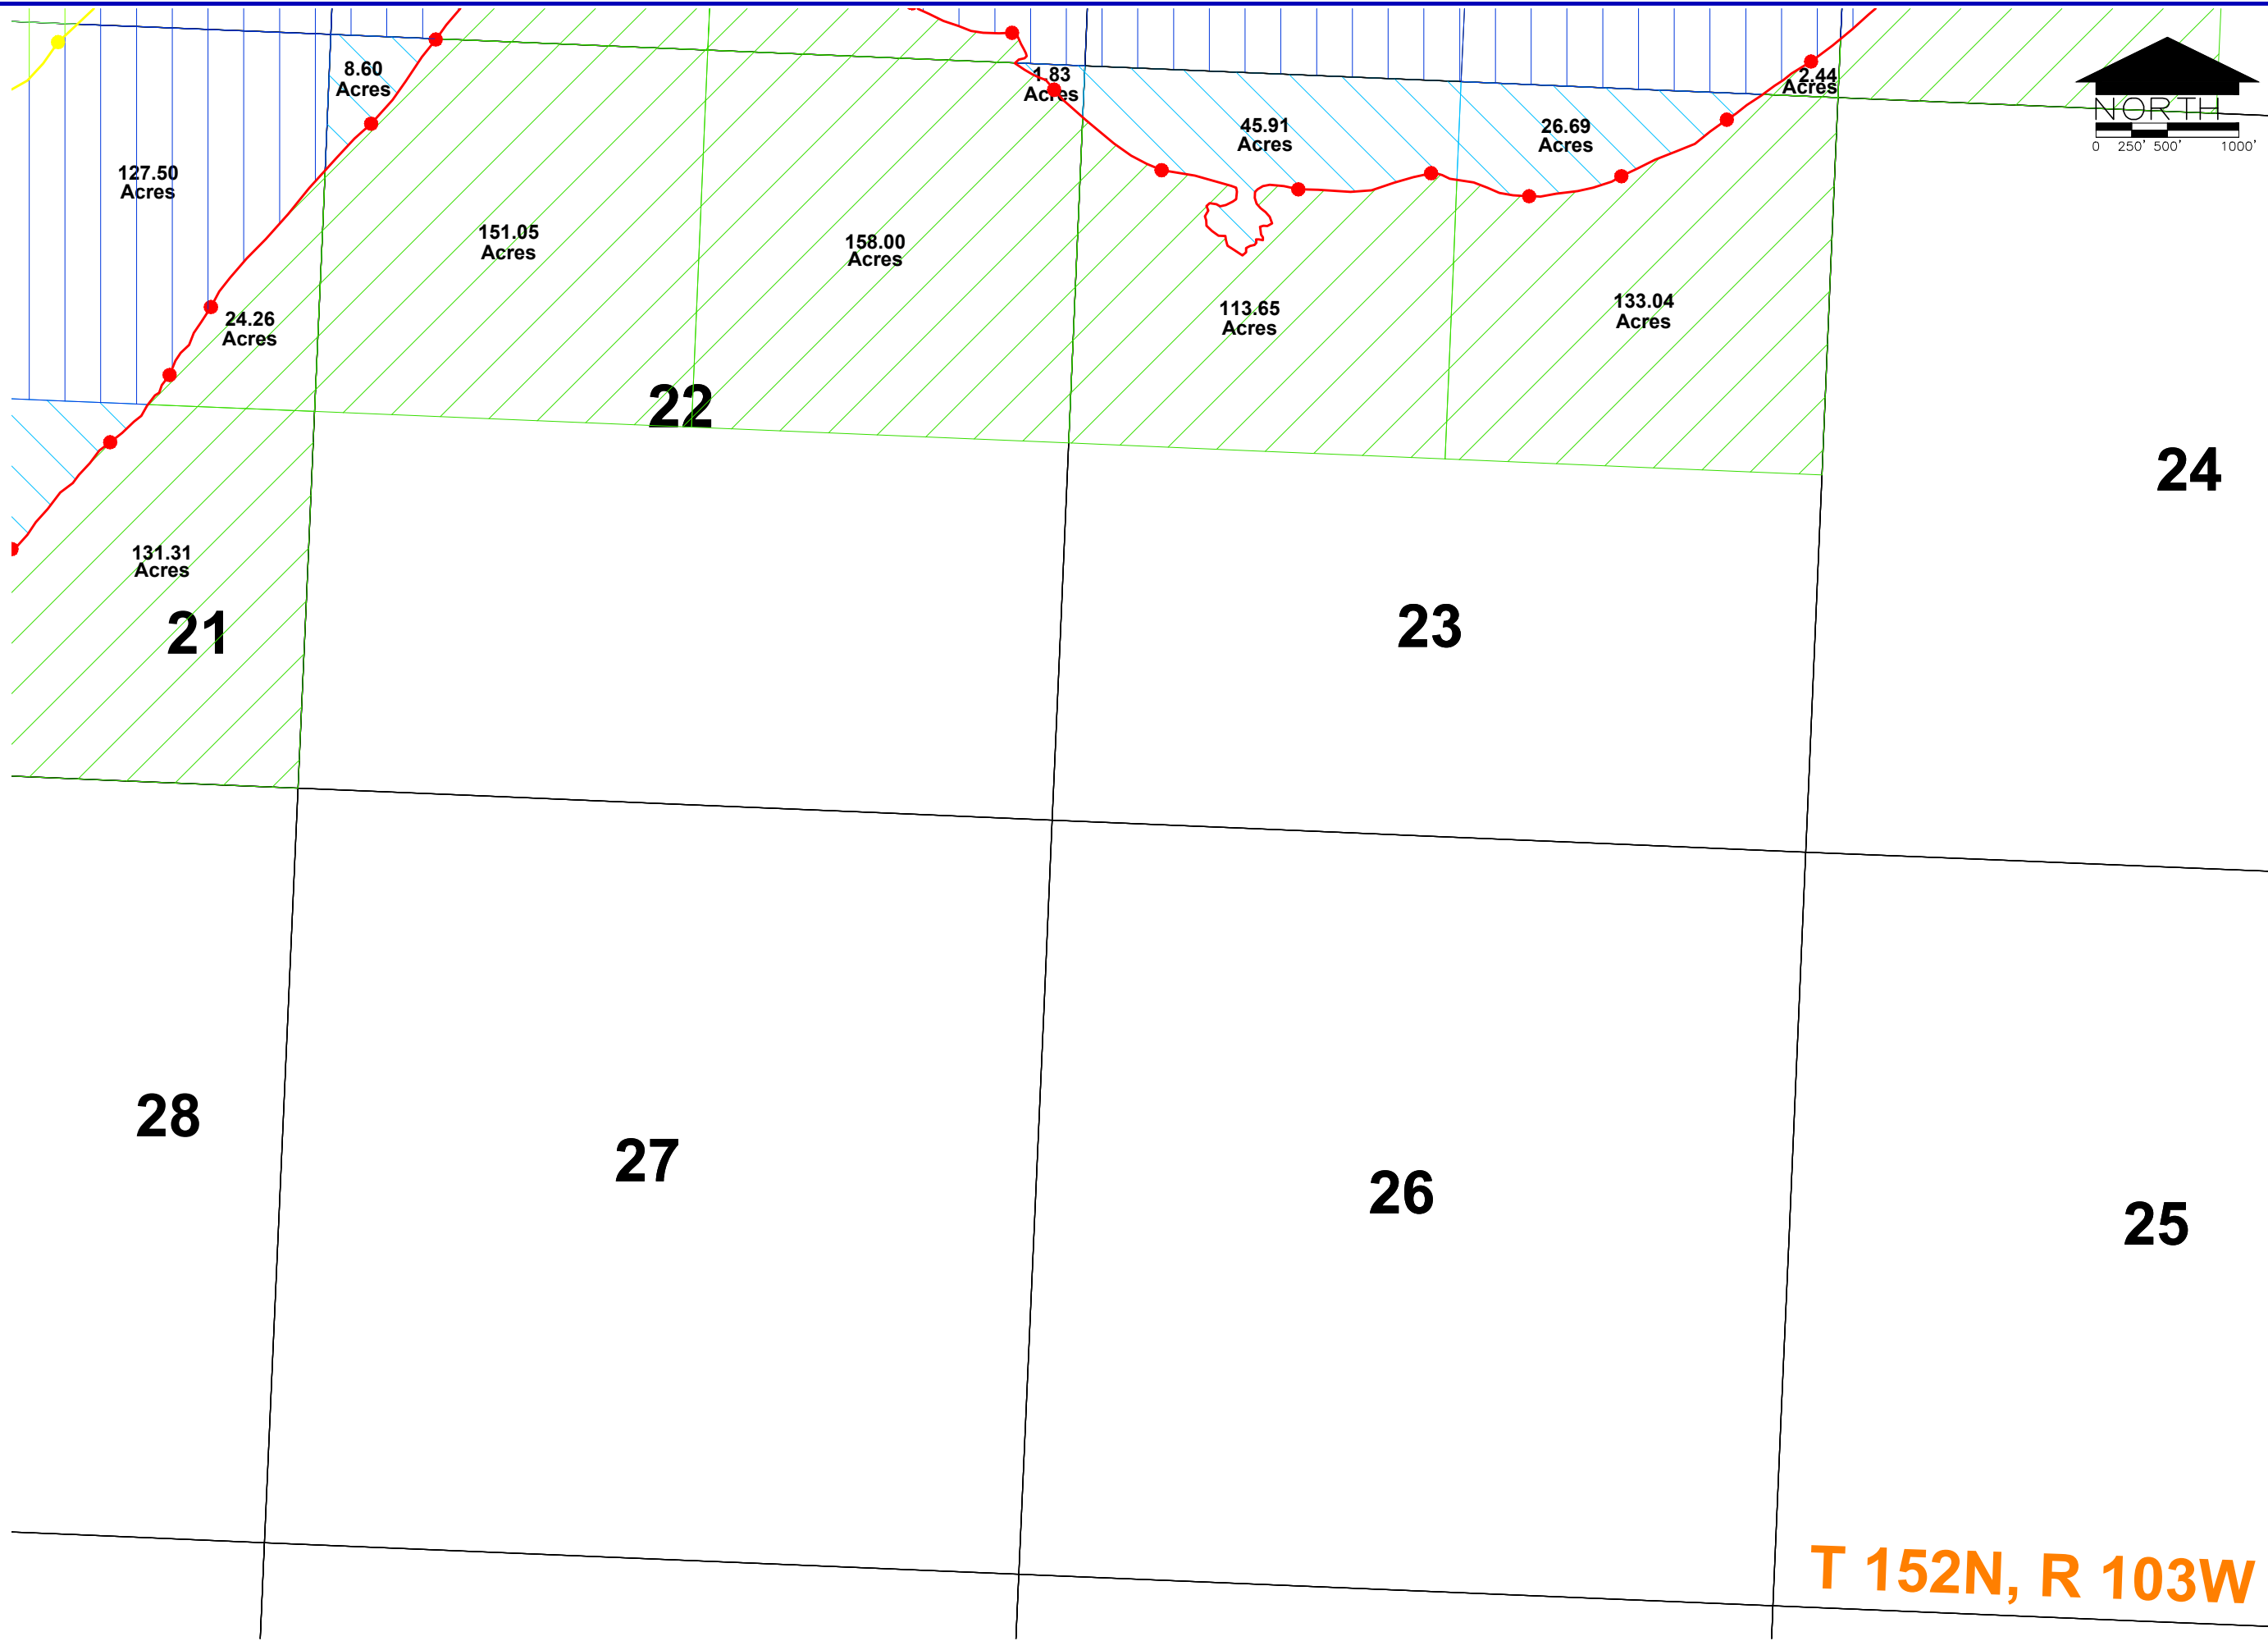 8.60
Acres
1.83
Acres
2.44
Acres
NORTH
0 250' 500' 1000'
45.91
Acres
26.69
Acres
127.50
Acres
151.05
Acres
158.00
Acres
24.26
Acres
113.65
Acres
133.04
Acres
22
24
131.31
Acres
21
23
28
27
26
25
T 152N, R 103W